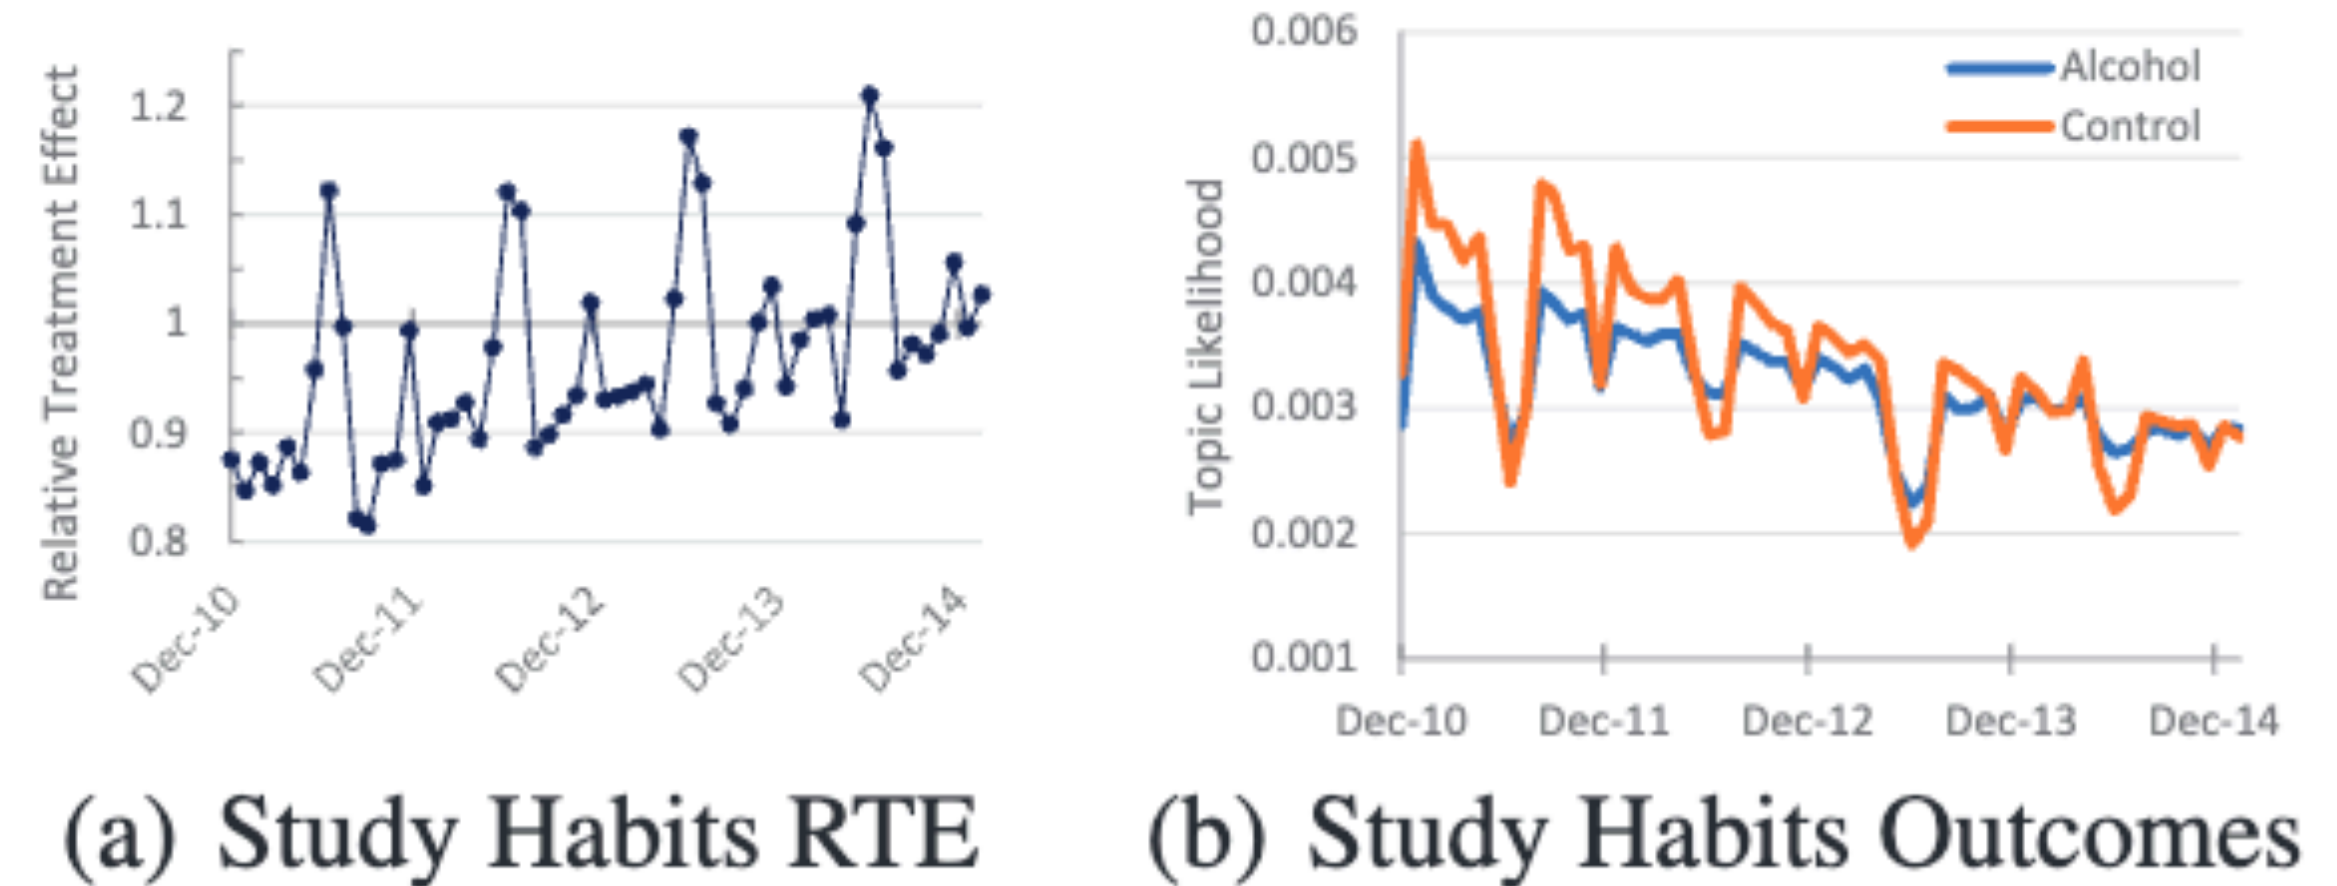 Relative Treatment Effect
1.2
1.1
1
0.9
0.8
Dec-10
Dec-11
Dec-12
Dec-13
Dec-14
(a) Study Habits RTE
Topic Likelihood
0.006
0.005
0.004
0.003
0.002
0.001
Alcohol
Control
Dec-10
Dec-11
Dec-12
Dec-13
Dec-14
(b) Study Habits Outcomes